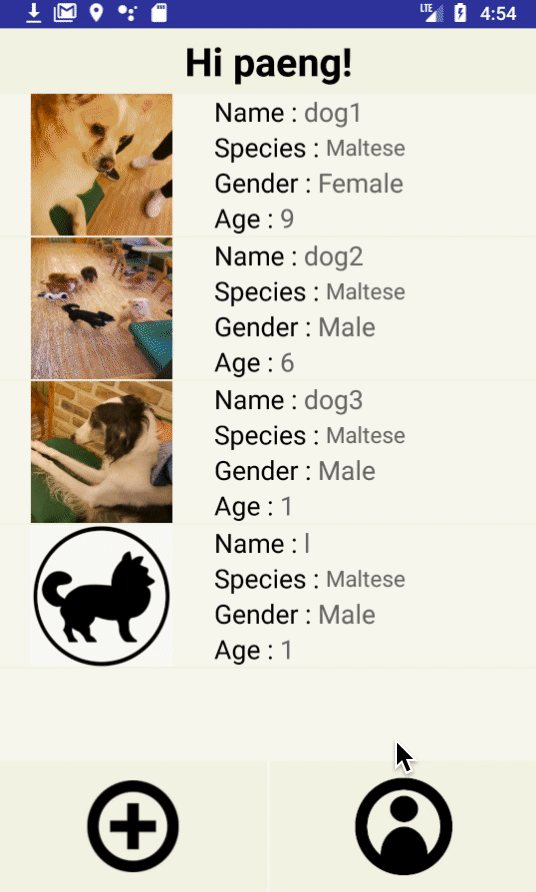 LTE 4:54
Hi paeng!
Name : dog1
Species : Maltese
Gender : Female
Age : 9
Name : dog2
Species : Maltese
Gender : Male
Age : 6
Name : dog3
Species : Maltese
Gender : Male
Age : 1
Name : l
Species : Maltese
Gender : Male
Age : 1